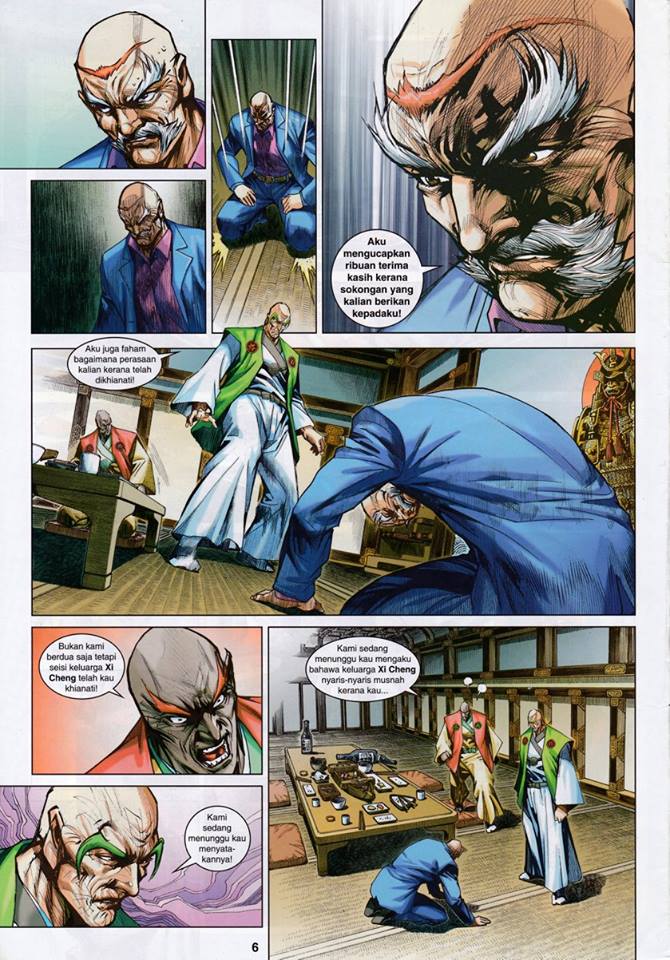 Aku
mengucapkan
ribuan terima
kasih kerana
sokongan yang
kalian berikan
kepadaku!
Aku juga faham
bagaimana perasaan
kalian kerana telah
dikhianati!
Bukan kami
berdua saja tetapi
seisi keluarga Xi
Cheng telah kau
khianati!
Kami sedang
menunggu kau mengaku
bahawa keluarga Xi Cheng
nyaris-nyaris musnah
kerana kau...
Kami
sedang
menunggu kau
menyata-
kannya!
6